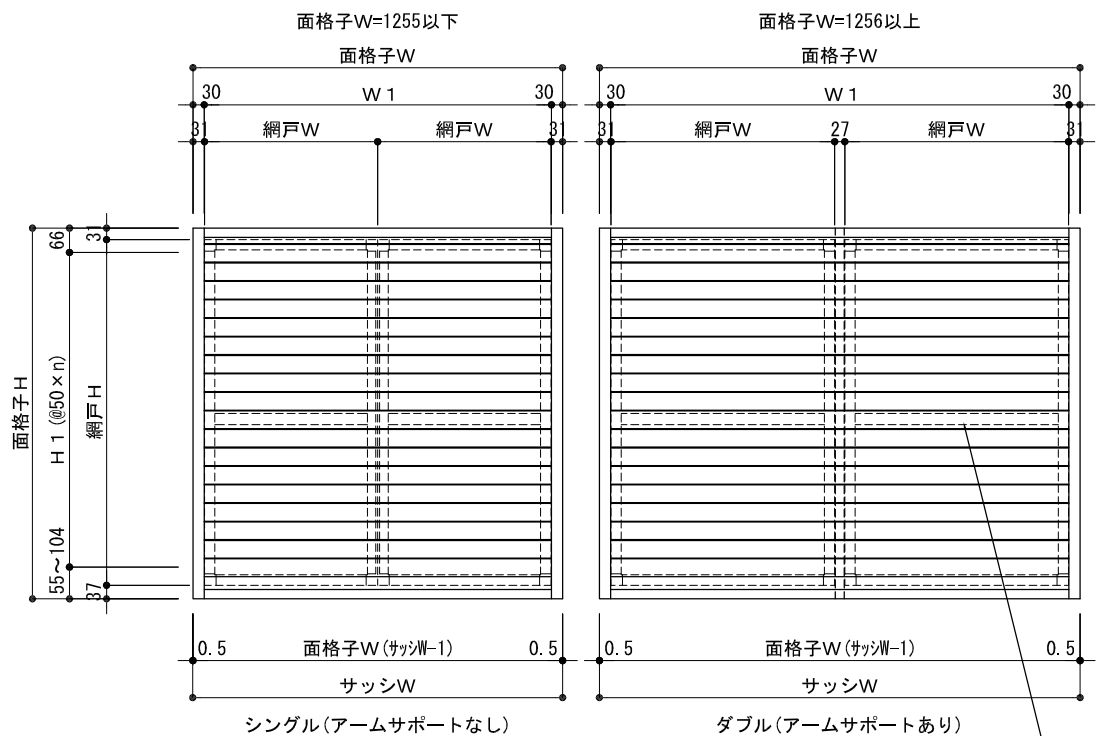 面格子W=1255以下
面格子W=1256以上
面格子W
面格子W
30
W1
30
30
W1
30
31
網戸W
網戸W
31
31
網戸W
27
網戸W
31
面格子H
66
H1(@50×n)
55~104
31
網戸H
37
0.5
面格子W(サッシW-1)
0.5
0.5
面格子W(サッシW-1)
0.5
サッシW
サッシW
シングル(アームサポートなし)
ダブル(アームサポートあり)